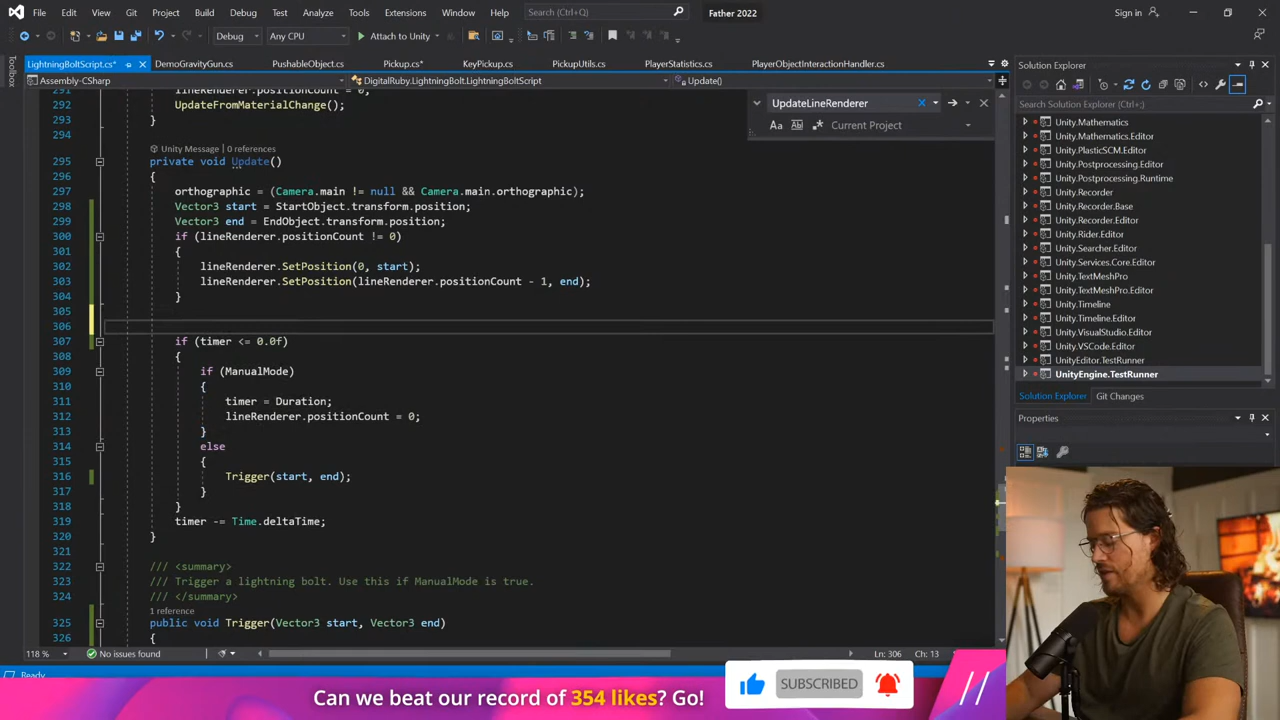 File Edit View Git Project Build Debug Test Analyze Tools Extensions Window Help Search (Ctrl+Q) Father 2022 Sign in
Debug Any CPU Attach to Unity
Toolbox
LightningBoltScript.cs* DemoGravityGun.cs PushableObject.cs Pickup.cs* KeyPickup.cs PickupUtils.cs PlayerStatistics.cs PlayerObjectInteractionHandler.cs
Assembly-CSharp DigitalRuby.LightningBolt.LightningBoltScript Update()
UpdateLineRenderer
Aa Current Project
291 lineRenderer.positionCount = 0;
292 UpdateFromMaterialChange();
293 }
294
Unity Message | 0 references
295 private void Update()
296 {
297 orthographic = (Camera.main != null && Camera.main.orthographic);
298 Vector3 start = StartObject.transform.position;
299 Vector3 end = EndObject.transform.position;
300 if (lineRenderer.positionCount != 0)
301 {
302 lineRenderer.SetPosition(0, start);
303 lineRenderer.SetPosition(lineRenderer.positionCount - 1, end);
304 }
305
306
307 if (timer <= 0.0f)
308 {
309 if (ManualMode)
310 {
311 timer = Duration;
312 lineRenderer.positionCount = 0;
313 }
314 else
315 {
316 Trigger(start, end);
317 }
318 }
319 timer -= Time.deltaTime;
320 }
321
322 /// <summary>
323 /// Trigger a lightning bolt. Use this if ManualMode is true.
324 /// </summary>
1 reference
325 public void Trigger(Vector3 start, Vector3 end)
326 {
118 % No issues found Ln: 306 Ch: 13
Ready
Solution Explorer
Search Solution Explorer (Ctrl+;)
Unity.Mathematics
Unity.Mathematics.Editor
Unity.PlasticSCM.Editor
Unity.Postprocessing.Editor
Unity.Postprocessing.Runtime
Unity.Recorder
Unity.Recorder.Base
Unity.Recorder.Editor
Unity.Rider.Editor
Unity.Searcher.Editor
Unity.Services.Core.Editor
Unity.TextMeshPro
Unity.TextMeshPro.Editor
Unity.Timeline
Unity.Timeline.Editor
Unity.VisualStudio.Editor
Unity.VSCode.Editor
UnityEditor.TestRunner
UnityEngine.TestRunner
Solution Explorer Git Changes
Properties
Can we beat our record of 354 likes? Go!
SUBSCRIBED
//